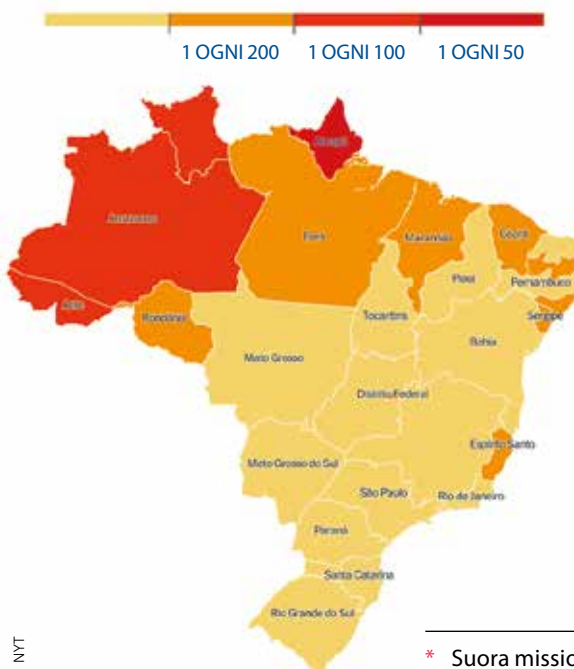 1 OGNI 200 1 OGNI 100 1 OGNI 50
Amapá
Amazonas
Pará
Maranhão
Ceará
Piauí
Pernambuco
Acre
Rondônia
Tocantins
Sergipe
Bahia
Mato Grosso
Distrito Federal
Espírito Santo
Mato Grosso do Sul
São Paulo
Rio de Janeiro
Paraná
Santa Catarina
Rio Grande do Sul
NYT
* Suora missio